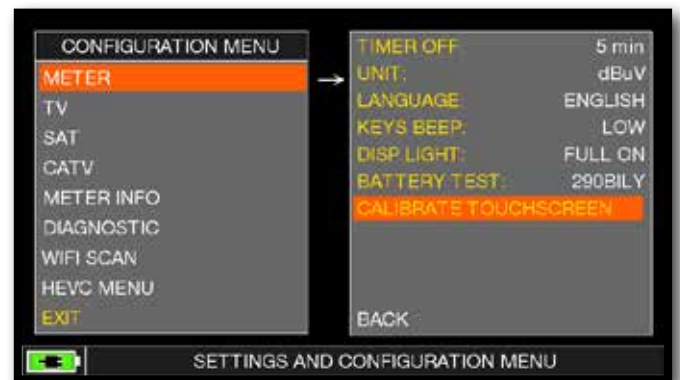 CONFIGURATION MENU
METER
TV
SAT
CATV
METER INFO
DIAGNOSTIC
WIFI SCAN
HEVC MENU
EXIT
→
TIMER OFF 5 min
UNIT: dBuV
LANGUAGE ENGLISH
KEYS BEEP: LOW
DISP.LIGHT: FULL ON
BATTERY TEST: 290BILY
CALIBRATE TOUCHSCREEN
BACK
SETTINGS AND CONFIGURATION MENU